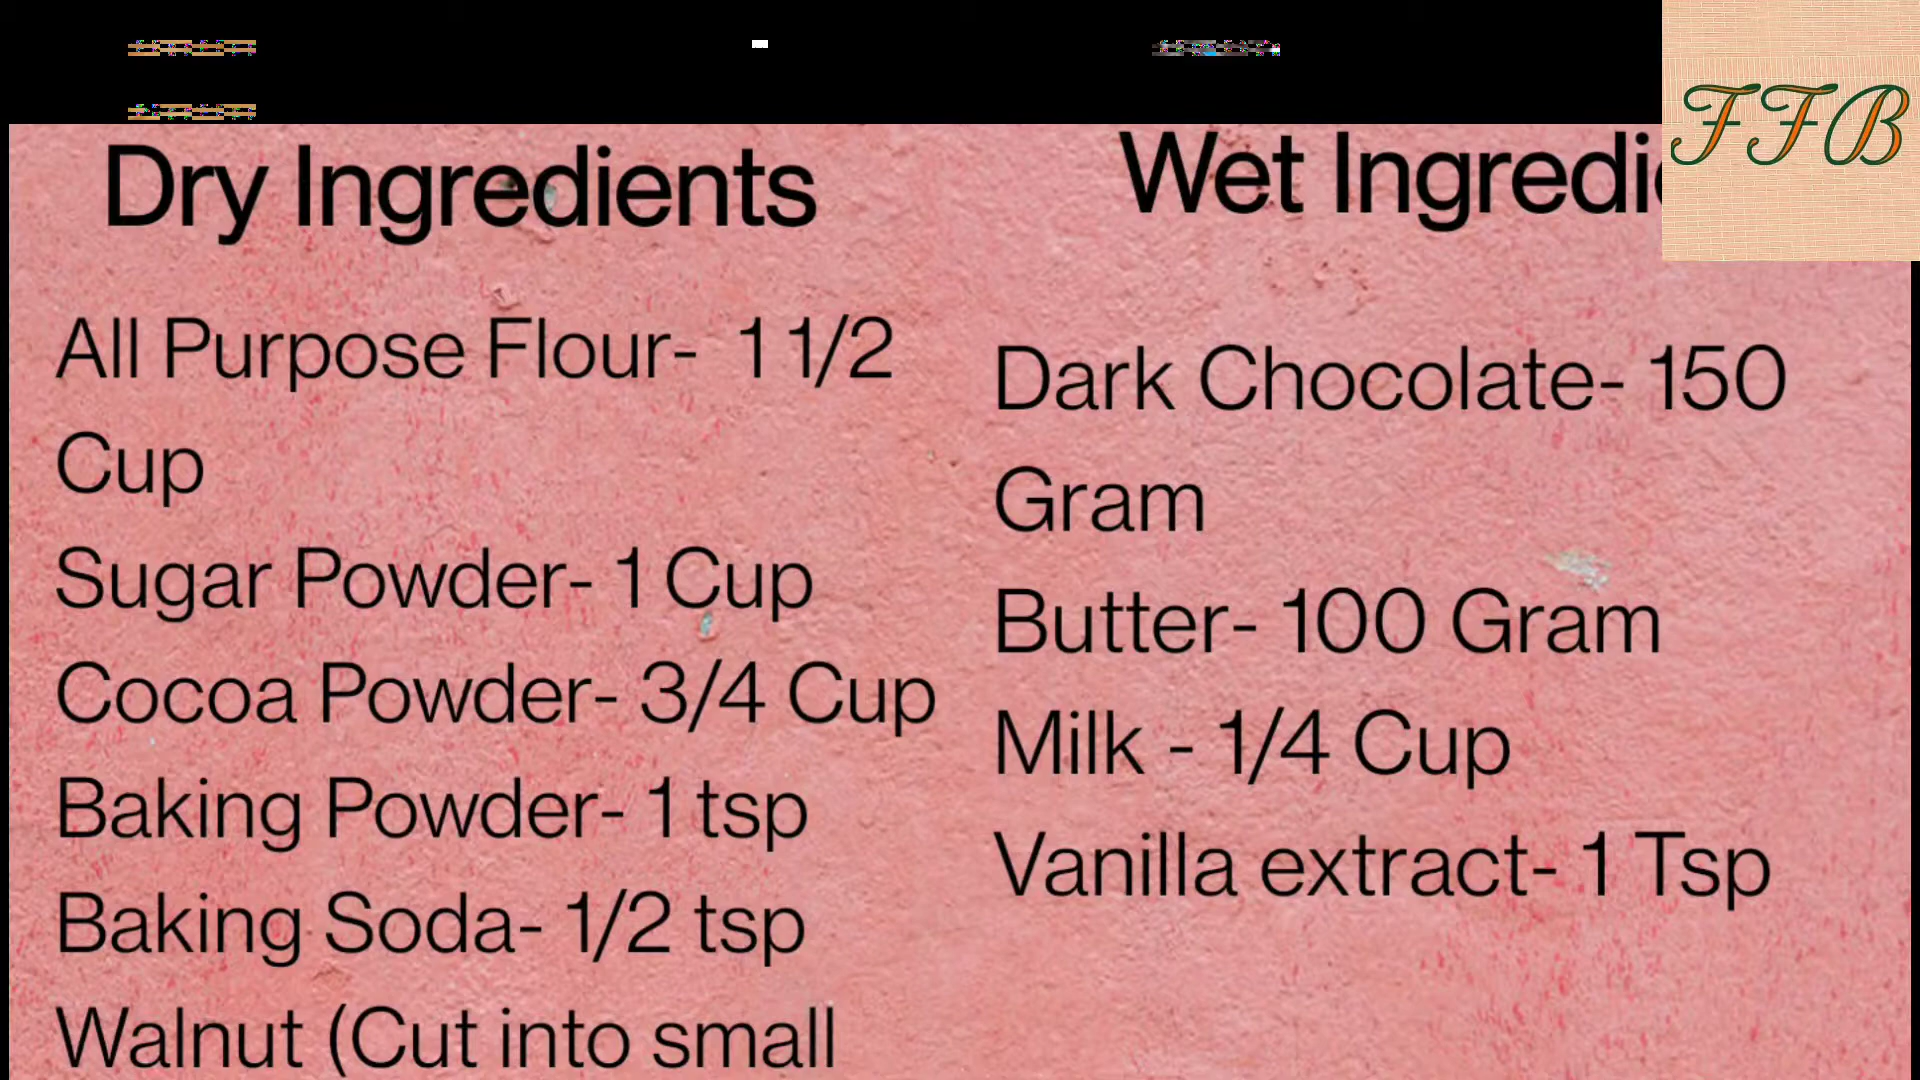 Dry Ingredients
All Purpose Flour- 1 1/2
Cup
Sugar Powder- 1 Cup
Cocoa Powder- 3/4 Cup
Baking Powder- 1 tsp
Baking Soda- 1/2 tsp
Walnut (Cut into small
Wet Ingredi
Dark Chocolate- 150
Gram
Butter- 100 Gram
Milk - 1/4 Cup
Vanilla extract- 1 Tsp
FFB